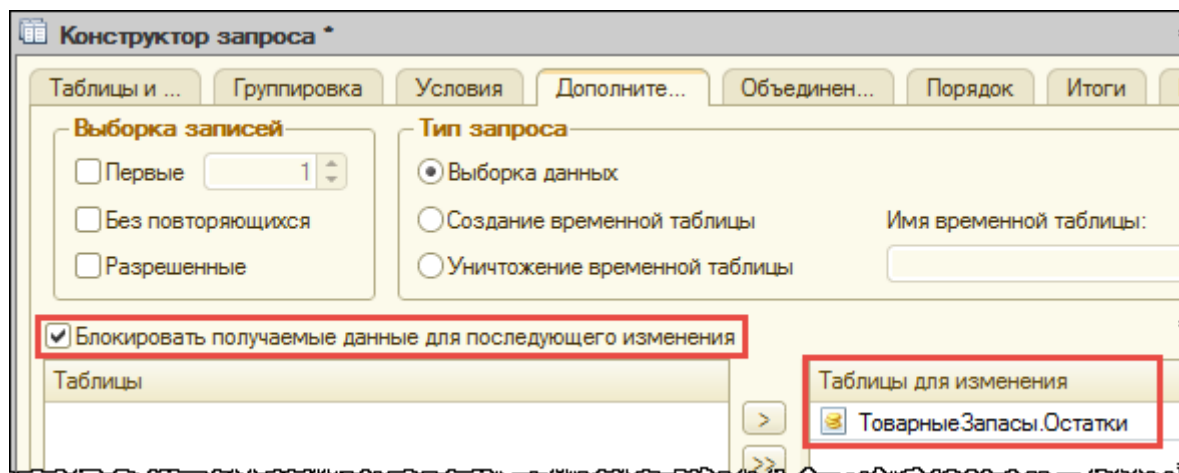 Конструктор запроса *
Таблицы и ... Группировка Условия Дополните... Объединен... Порядок Итоги
Выборка записей Тип запроса
Первые 1 Выборка данных
Без повторяющихся Создание временной таблицы Имя временной таблицы:
Разрешенные Уничтожение временной таблицы
Блокировать получаемые данные для последующего изменения
Таблицы Таблицы для изменения
> ТоварныеЗапасы.Остатки
>>